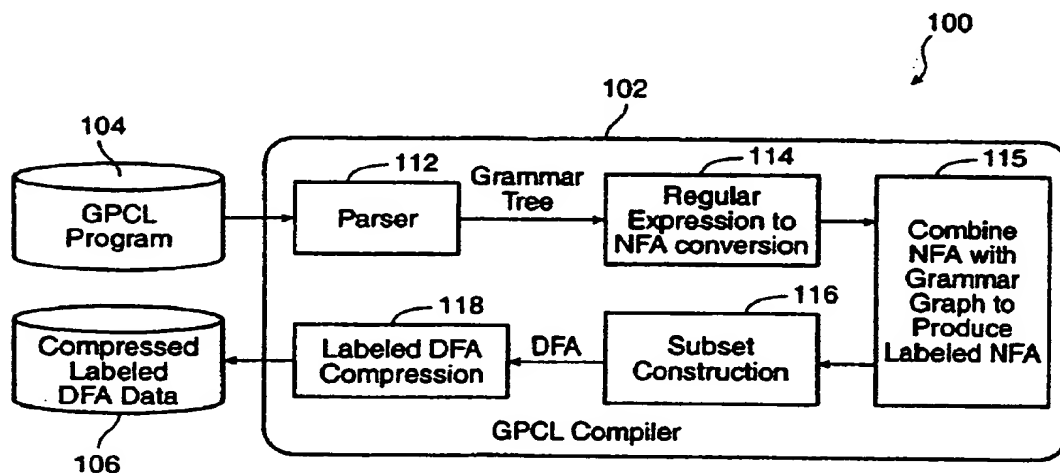 100
102
104
GPCL
Program
112
Parser
Grammar
Tree
114
Regular
Expression to
NFA conversion
115
Combine
NFA with
Grammar
Graph to
Produce
Labeled NFA
116
Subset
Construction
DFA
118
Labeled DFA
Compression
Compressed
Labeled
DFA Data
106
GPCL Compiler